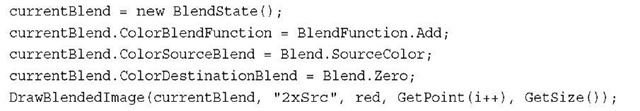 currentBlend = new BlendState();
currentBlend.ColorBlendFunction = BlendFunction.Add;
currentBlend.ColorSourceBlend = Blend.SourceColor;
currentBlend.ColorDestinationBlend = Blend.Zero;
DrawBlendedImage(currentBlend, "2xSrc", red, GetPoint(i++), GetSize());